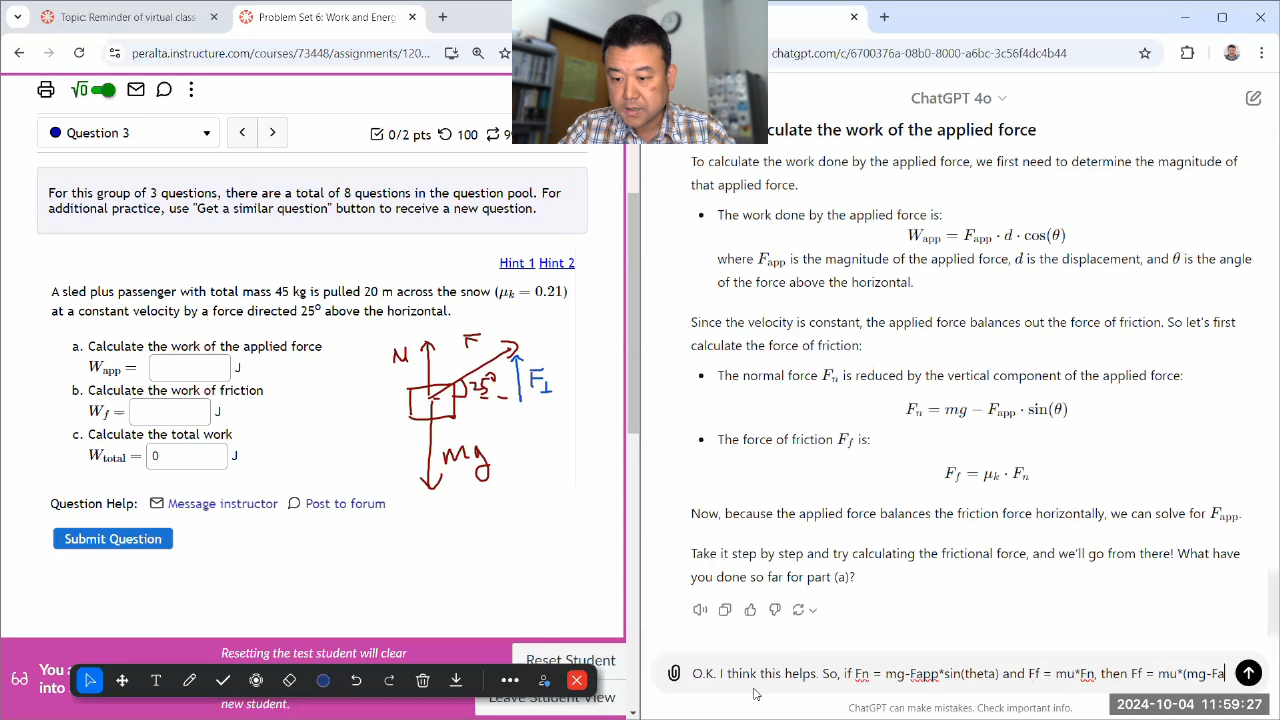 Topic: Reminder of virtual class
Problem Set 6: Work and Energ
peralta.instructure.com/courses/73448/assignments/120...
chatgpt.com/c/6700376a-08b0-800-a6bc-3c56f4dc3b44
Question 3
0/2 pts 100 99
For this group of 3 questions, there are a total of 8 questions in the question pool. For
additional practice, use "Get a similar question" button to receive a new question.
Hint 1 Hint 2
A sled plus passenger with total mass 45 kg is pulled 20 m across the snow (μk = 0.21)
at a constant velocity by a force directed 25° above the horizontal.
a. Calculate the work of the applied force
Wapp = J
b. Calculate the work of friction
Wf = J
c. Calculate the total work
Wtotal = 0 J
N
F
25°
F⊥
mg
Question Help: Message instructor Post to forum
Submit Question
Resetting the test student will clear
You a
into
new student.
Reset Student
Leave Student View
ChatGPT 4o
culate the work of the applied force
To calculate the work done by the applied force, we first need to determine the magnitude of
that applied force.
• The work done by the applied force is:
Wapp = Fapp · d · cos(θ)
where Fapp is the magnitude of the applied force, d is the displacement, and θ is the angle
of the force above the horizontal.
Since the velocity is constant, the applied force balances out the force of friction. So let's first
calculate the force of friction:
• The normal force Fn is reduced by the vertical component of the applied force:
Fn = mg − Fapp · sin(θ)
• The force of friction Ff is:
Ff = μk · Fn
Now, because the applied force balances the friction force horizontally, we can solve for Fapp.
Take it step by step and try calculating the frictional force, and we'll go from there! What have
you done so far for part (a)?
O.K. I think this helps. So, if Fn = mg-Fapp*sin(theta) and Ff = mu*Fn, then Ff = mu*(mg-Fa
ChatGPT can make mistakes. Check important info.
2024-10-04 11:59:27